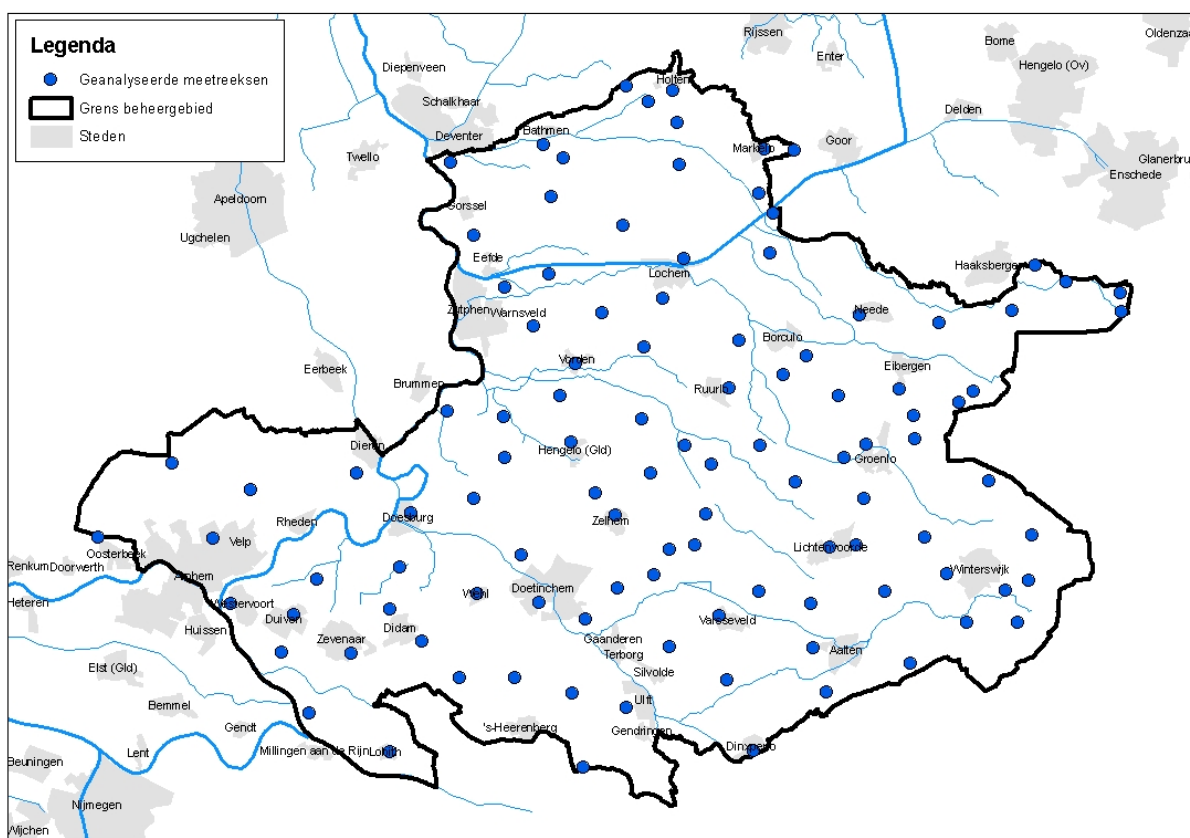 Legenda
Geanalyseerde meetreeksen
Grens beheergebied
Steden
Rijssen
Enter
Borne
Oldenzaa
Hengelo (Ov)
Diepenveen
Schalkhaar
Holten
Delden
Deventer
Bathmen
Twello
Markelo
Goor
Glanerbru
Enschede
Apeldoorn
Gorssel
Ugchelen
Eefde
Lochem
Haaksbergen
Zutphen
Warnsveld
Neede
Borculo
Vorden
Eerbeek
Brummen
Ruurlo
Eibergen
Dieren
Hengelo (Gld)
Groenlo
Rheden
Doesburg
Zelhem
Velp
Oosterbeek
Lichtenvoorde
Renkum
Doorwerth
Arnhem
Winterswijk
Heteren
Westervoort
Wehl
Doetinchem
Huissen
Duiven
Zevenaar
Didam
Varsseveld
Gaanderen
Terborg
Aalten
Elst (Gld)
Silvolde
Bemmel
Ulft
Gendt
's-Heerenberg
Gendringen
Lent
Millingen aan de Rijn
Lobith
Dinxperlo
Beuningen
Nijmegen
Wijchen